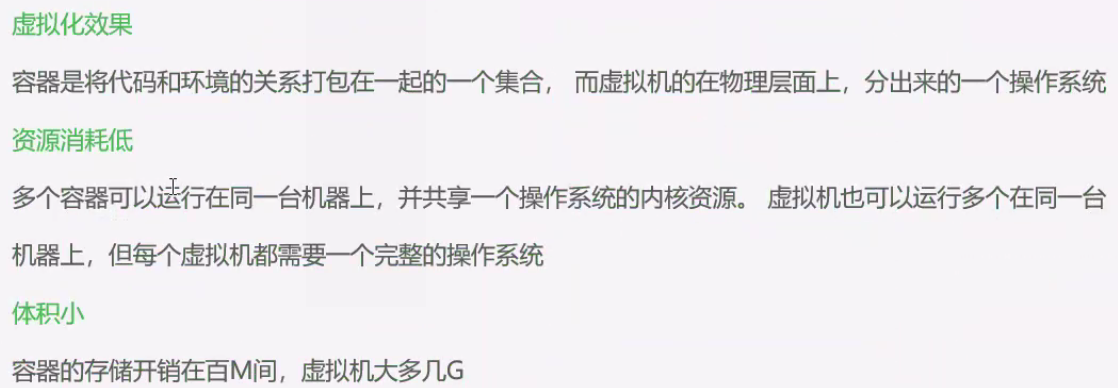 虚拟化效果
容器是将代码和环境的关系打包在一起的一个集合， 而虚拟机的在物理层面上，分出来的一个操作系统
资源消耗低
多个容器可以运行在同一台机器上，并共享一个操作系统的内核资源。 虚拟机也可以运行多个在同一台
机器上，但每个虚拟机都需要一个完整的操作系统
体积小
容器的存储开销在百M间，虚拟机大多几G